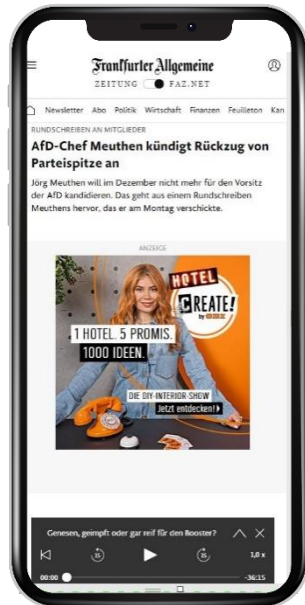 Frankfurter Allgemeine
ZEITUNG FAZ.NET
Newsletter Abo Politik Wirtschaft Finanzen Feuilleton Kar
RUNDSCHREIBEN AN MITGLIEDER
AfD-Chef Meuthen kündigt Rückzug von
Parteispitze an
Jörg Meuthen will im Dezember nicht mehr für den Vorsitz
der AfD kandidieren. Das geht aus einem Rundschreiben
Meuthens hervor, das er am Montag verschickte.
ANZEIGE
HOTEL
CREATE!
by OBI
1 HOTEL. 5 PROMIS.
1000 IDEEN.
DIE DIY-INTERIOR-SHOW
Jetzt entdecken!
Genesen, geimpft oder gar reif für den Booster?
15 15 1,0 x
00:00 -36:15